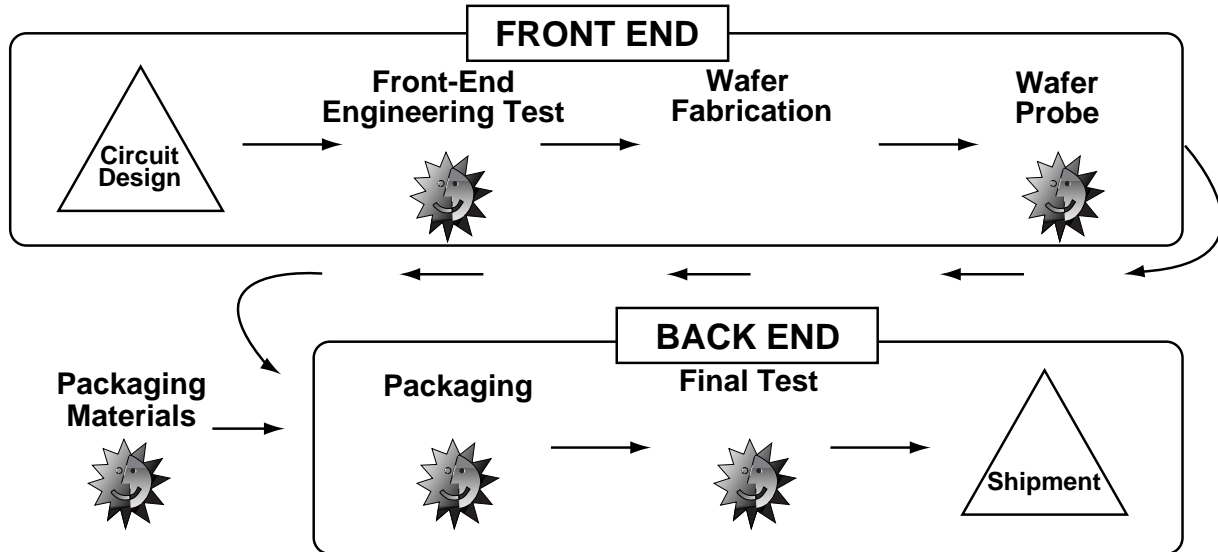 FRONT END
Circuit
Design
Front-End
Engineering Test
Wafer
Fabrication
Wafer
Probe
BACK END
Packaging
Materials
Packaging
Final Test
Shipment